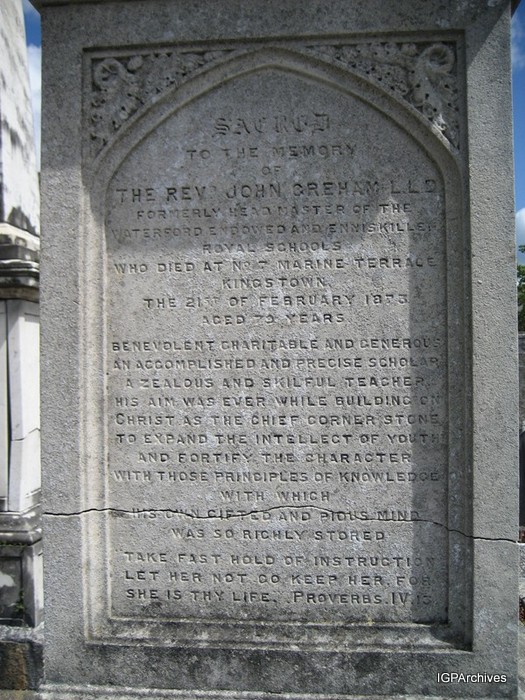 SACRED
TO THE MEMORY
OF
THE REVD JOHN GREHAM L.L.D
FORMERLY HEAD MASTER OF THE
WATERFORD ENDOWED AND ENNISKILLEN
ROYAL SCHOOLS
WHO DIED AT NO 7 MARINE TERRACE
KINGSTOWN
THE 21ST OF FEBRUARY 1873
AGED 79 YEARS.
BENEVOLENT CHARITABLE AND GENEROUS
AN ACCOMPLISHED AND PRECISE SCHOLAR
A ZEALOUS AND SKILFUL TEACHER,
HIS AIM WAS EVER WHILE BUILDING ON
CHRIST AS THE CHIEF CORNER STONE
TO EXPAND THE INTELLECT OF YOUTH
AND FORTIFY THE CHARACTER
WITH THOSE PRINCIPLES OF KNOWLEDGE
WITH WHICH
HIS OWN GIFTED AND PIOUS MIND
WAS SO RICHLY STORED
"TAKE FAST HOLD OF INSTRUCTION
LET HER NOT GO KEEP HER, FOR
SHE IS THY LIFE. PROVERBS. IV. 13
IGPArchives